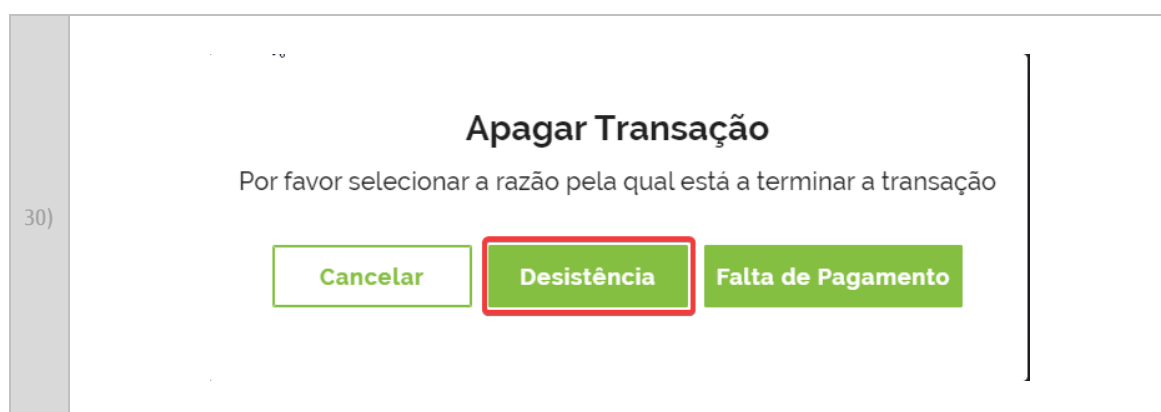 Apagar Transação
Por favor selecionar a razão pela qual está a terminar a transação
30)
Cancelar Desistência Falta de Pagamento